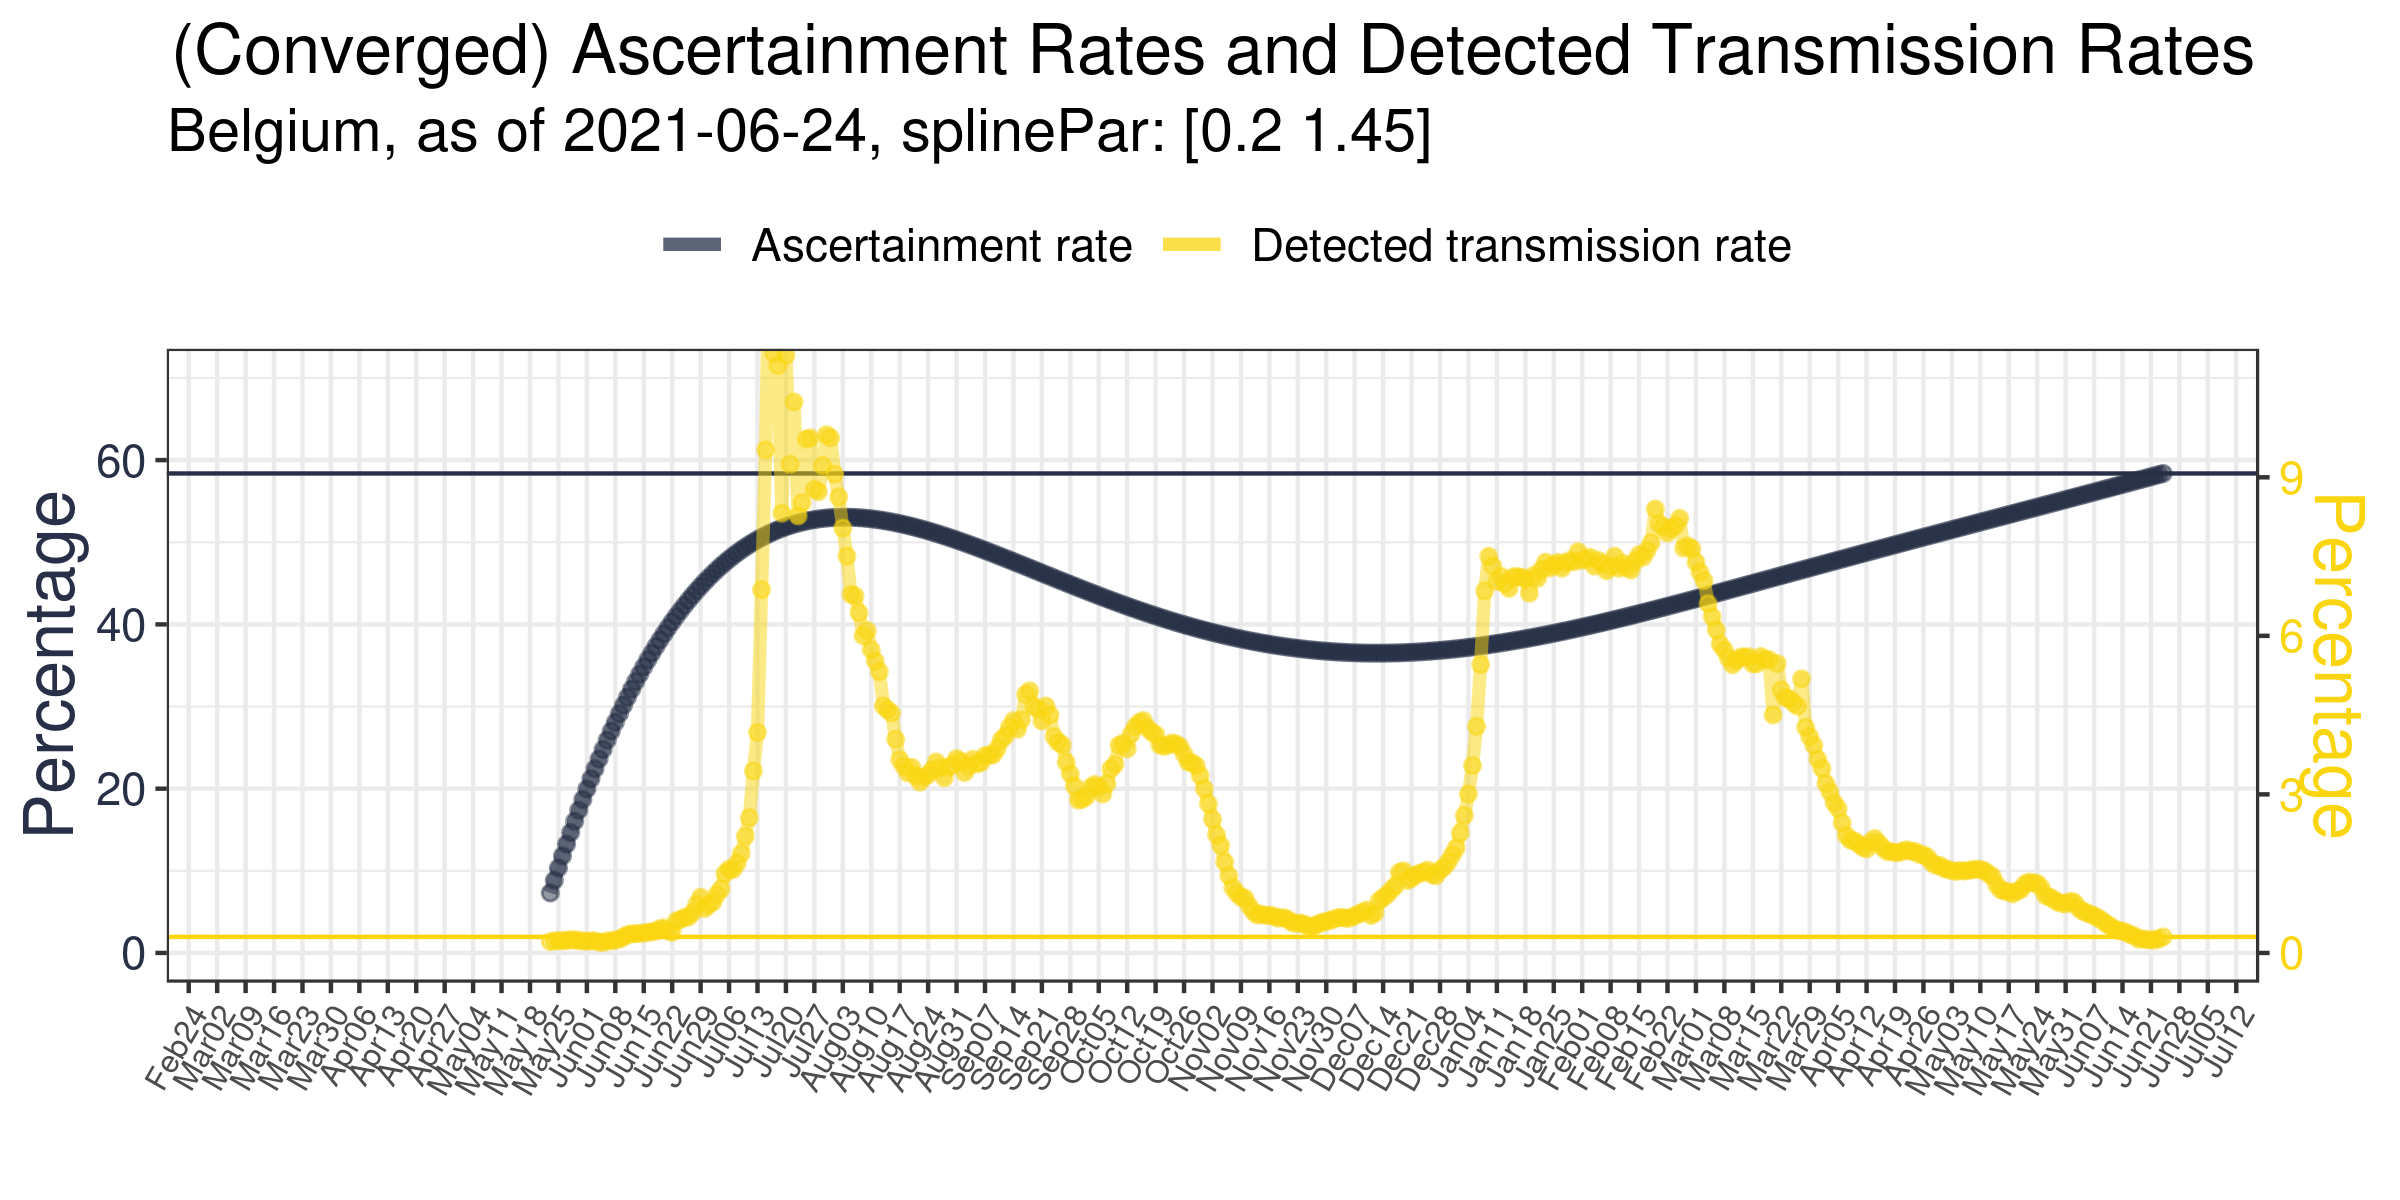 (Converged) Ascertainment Rates and Detected Transmission Rates
Belgium, as of 2021-06-24, splinePar: [0.2 1.45]
Ascertainment rate
Detected transmission rate
Percentage
60
40
20
0
9
6
3
0
Percentage
Feb24
Mar02
Mar09
Mar16
Mar23
Mar30
Apr06
Apr13
Apr20
Apr27
May04
May11
May18
May25
Jun01
Jun08
Jun15
Jun22
Jun29
Jul06
Jul13
Jul20
Jul27
Aug03
Aug10
Aug17
Aug24
Aug31
Sep07
Sep14
Sep21
Sep28
Oct05
Oct12
Oct19
Oct26
Nov02
Nov09
Nov16
Nov23
Nov30
Dec07
Dec14
Dec21
Dec28
Jan04
Jan11
Jan18
Jan25
Feb01
Feb08
Feb15
Feb22
Mar01
Mar08
Mar15
Mar22
Mar29
Apr05
Apr12
Apr19
Apr26
May03
May10
May17
May24
May31
Jun07
Jun14
Jun21
Jun28
Jul05
Jul12